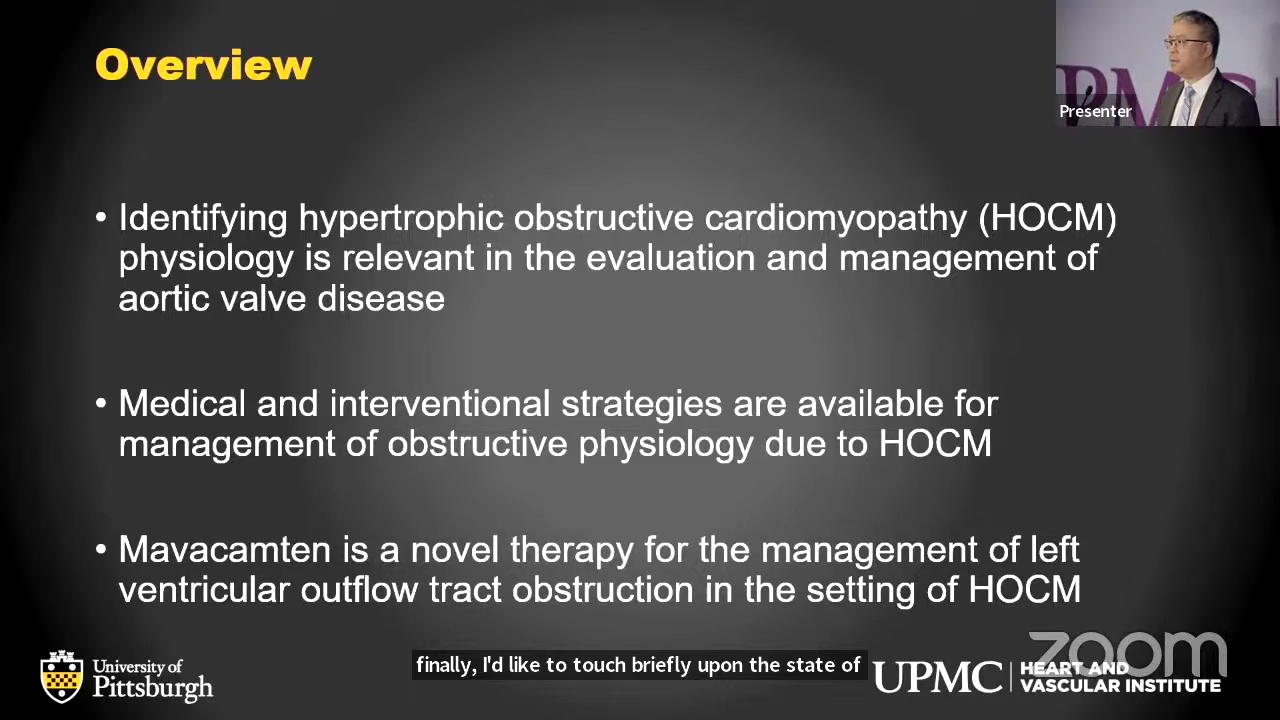 Overview
UPMC
Presenter
• Identifying hypertrophic obstructive cardiomyopathy (HOCM)
physiology is relevant in the evaluation and management of
aortic valve disease
• Medical and interventional strategies are available for
management of obstructive physiology due to HOCM
• Mavacamten is a novel therapy for the management of left
ventricular outflow tract obstruction in the setting of HOCM
zoom
University of
Pittsburgh
finally, I'd like to touch briefly upon the state of
UPMC
HEART AND
VASCULAR INSTITUTE